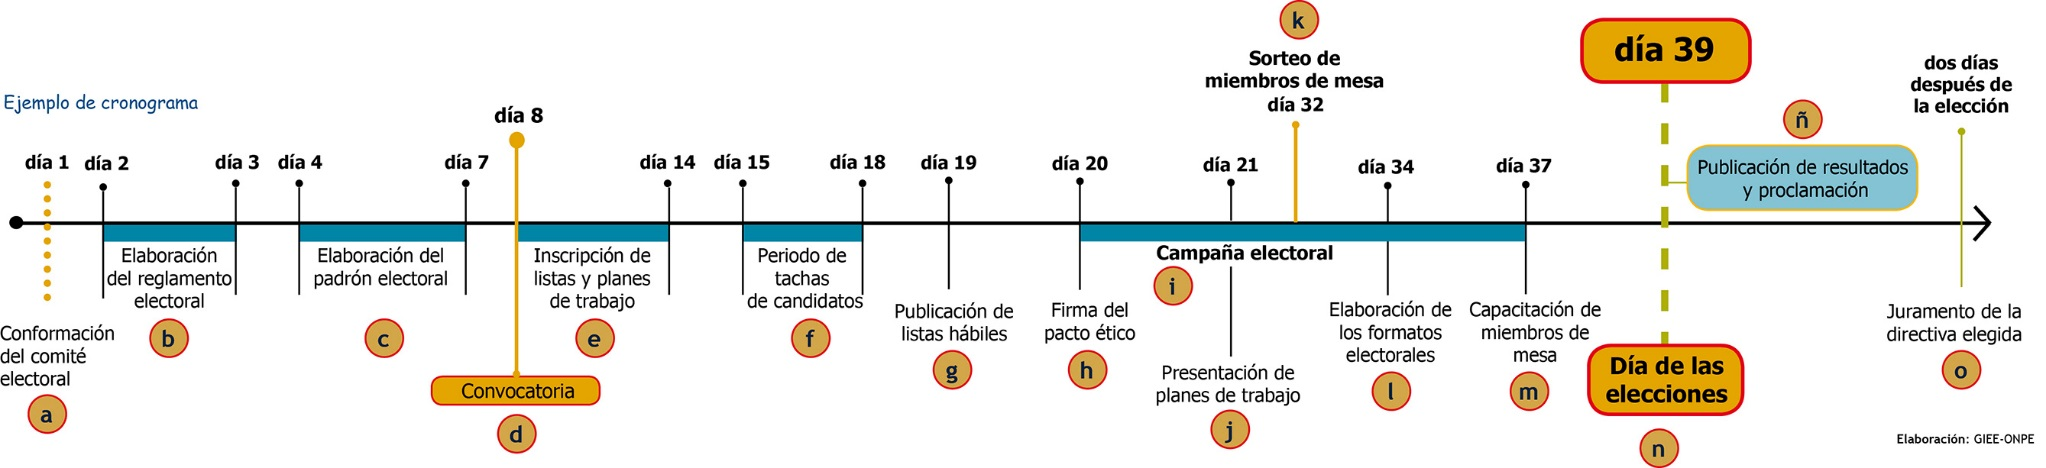 Ejemplo de cronograma
día 1
Conformación
del comité
electoral
a
día 2
día 3
Elaboración
del reglamento
electoral
b
día 4
día 7
Elaboración del
padrón electoral
c
día 8
Convocatoria
d
día 14
Inscripción de
listas y planes
de trabajo
e
día 15
día 18
Periodo de
tachas
de candidatos
f
día 19
Publicación de
listas hábiles
g
día 20
Firma del
pacto ético
h
Campaña electoral
i
día 21
Presentación de
planes de trabajo
j
k
Sorteo de
miembros de mesa
día 32
día 34
Elaboración de
los formatos
electorales
l
día 37
Capacitación de
miembros de
mesa
m
día 39
Día de las
elecciones
n
ñ
Publicación de resultados
y proclamación
dos días
después de
la elección
Juramento de la
directiva elegida
o
Elaboración: GIEE-ONPE